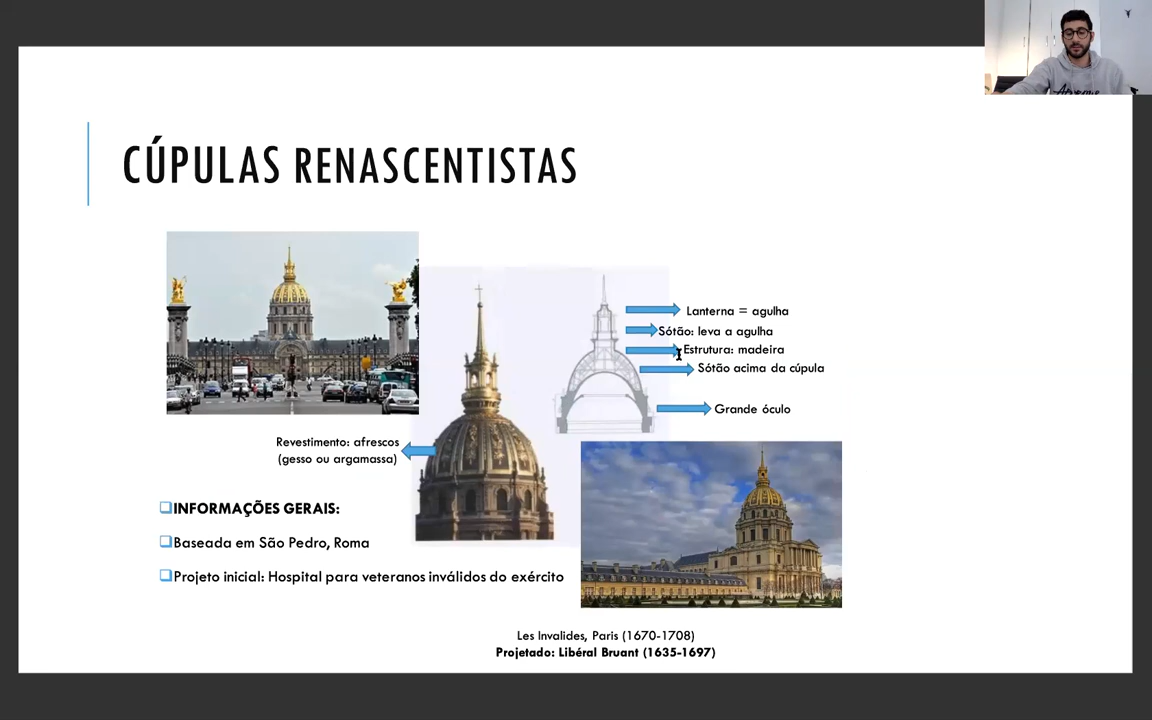 CÚPULAS RENASCENTISTAS
Lanterna = agulha
Sótão: leva a agulha
Estrutura: madeira
Sótão acima da cúpula
Grande óculo
Revestimento: afrescos
(gesso ou argamassa)
INFORMAÇÕES GERAIS:
Baseada em São Pedro, Roma
Projeto inicial: Hospital para veteranos inválidos do exército
Les Invalides, Paris (1670-1708)
Projetado: Libéral Bruant (1635-1697)